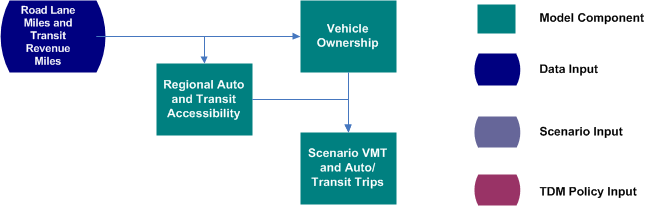 Road Lane
Miles and
Transit
Revenue
Miles
Vehicle
Ownership
Regional Auto
and Transit
Accessibility
Scenario VMT
and Auto/
Transit Trips
Model Component
Data Input
Scenario Input
TDM Policy Input